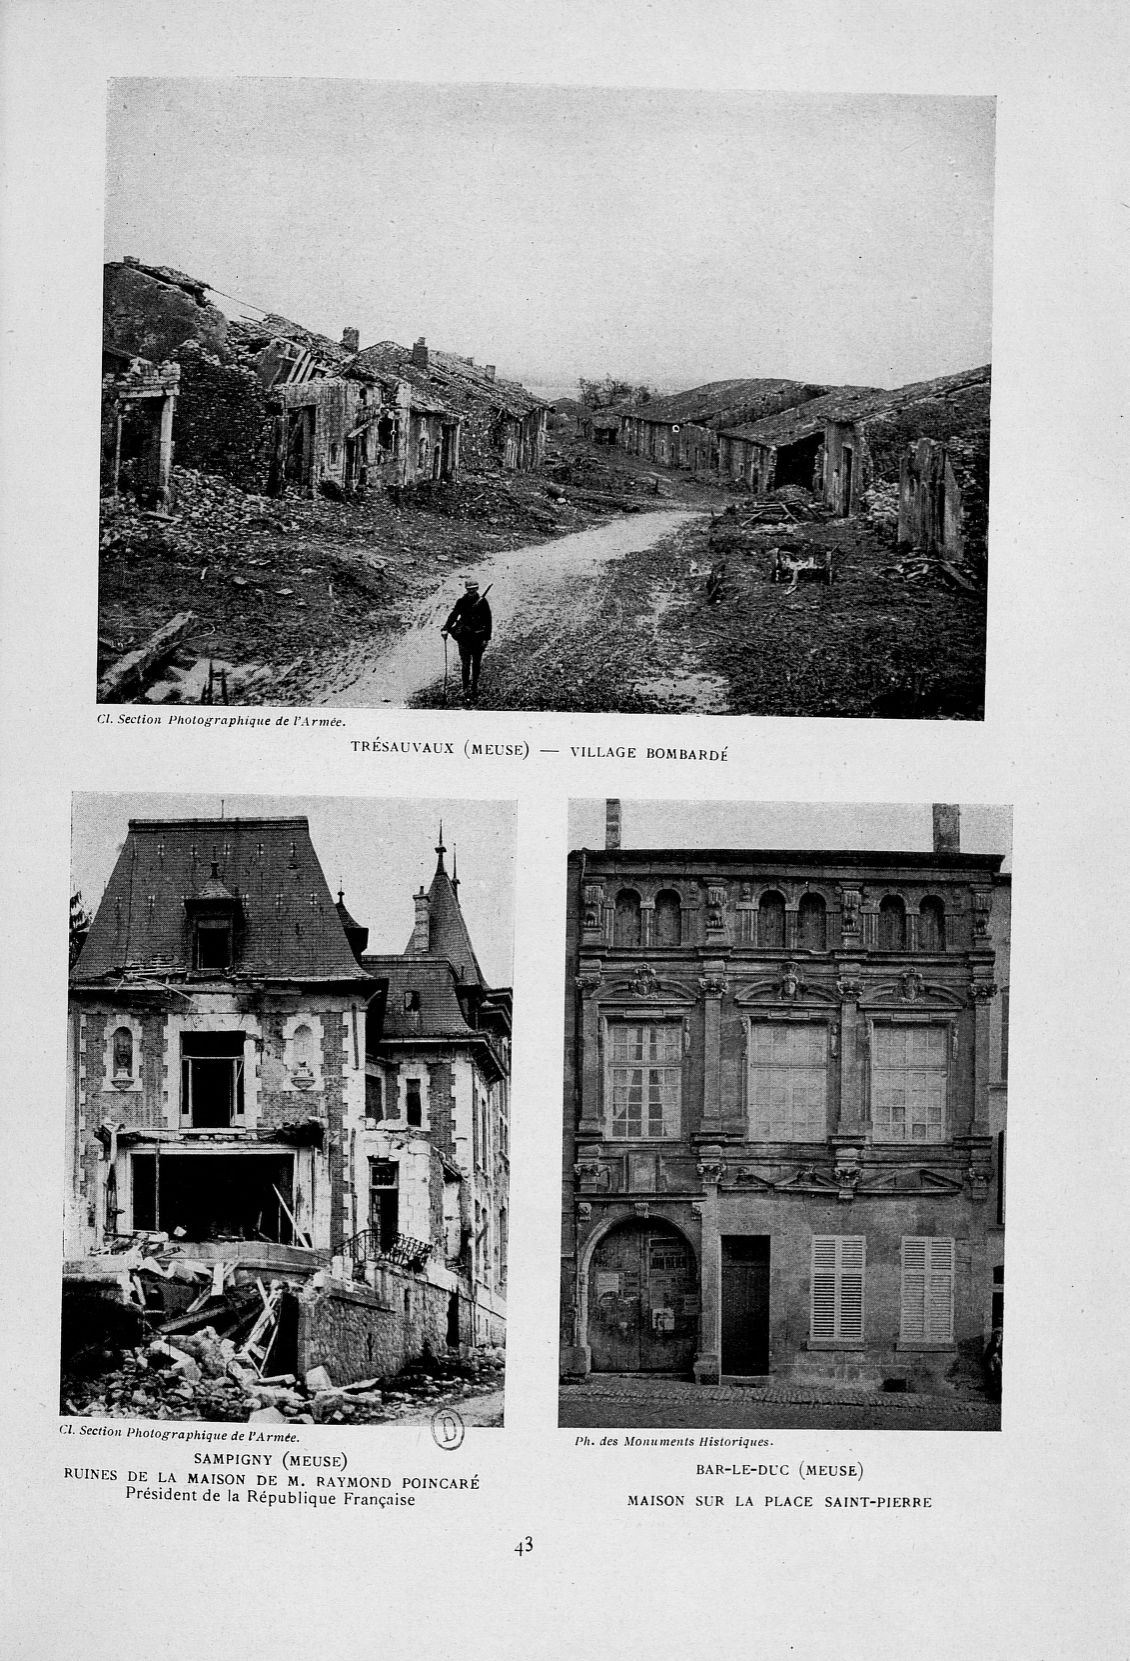 Cl. Section Photographique de l'Armée.
TRÉSAUVAUX (MEUSE) — VILLAGE BOMBARDÉ
Cl. Section Photographique de l'Armée.
D
SAMPIGNY (MEUSE)
RUINES DE LA MAISON DE M. RAYMOND POINCARÉ
Président de la République Française
Ph. des Monuments Historiques.
BAR-LE-DUC (MEUSE)
MAISON SUR LA PLACE SAINT-PIERRE
43